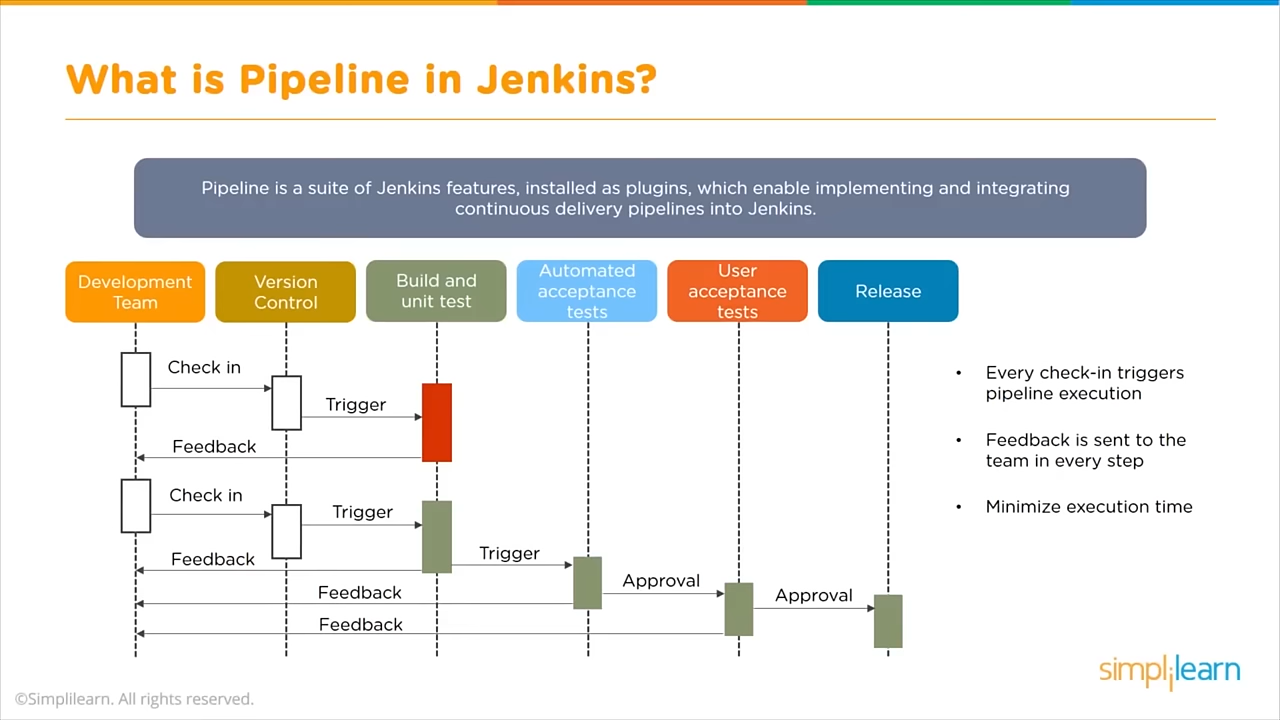 What is Pipeline in Jenkins?
Pipeline is a suite of Jenkins features, installed as plugins, which enable implementing and integrating
continuous delivery pipelines into Jenkins.
Development
Team
Version
Control
Build and
unit test
Automated
acceptance
tests
User
acceptance
tests
Release
Check in
Trigger
Feedback
Check in
Trigger
Feedback
Trigger
Feedback
Approval
Feedback
Approval
• Every check-in triggers
pipeline execution
• Feedback is sent to the
team in every step
• Minimize execution time
simplilearn
©Simplilearn. All rights reserved.